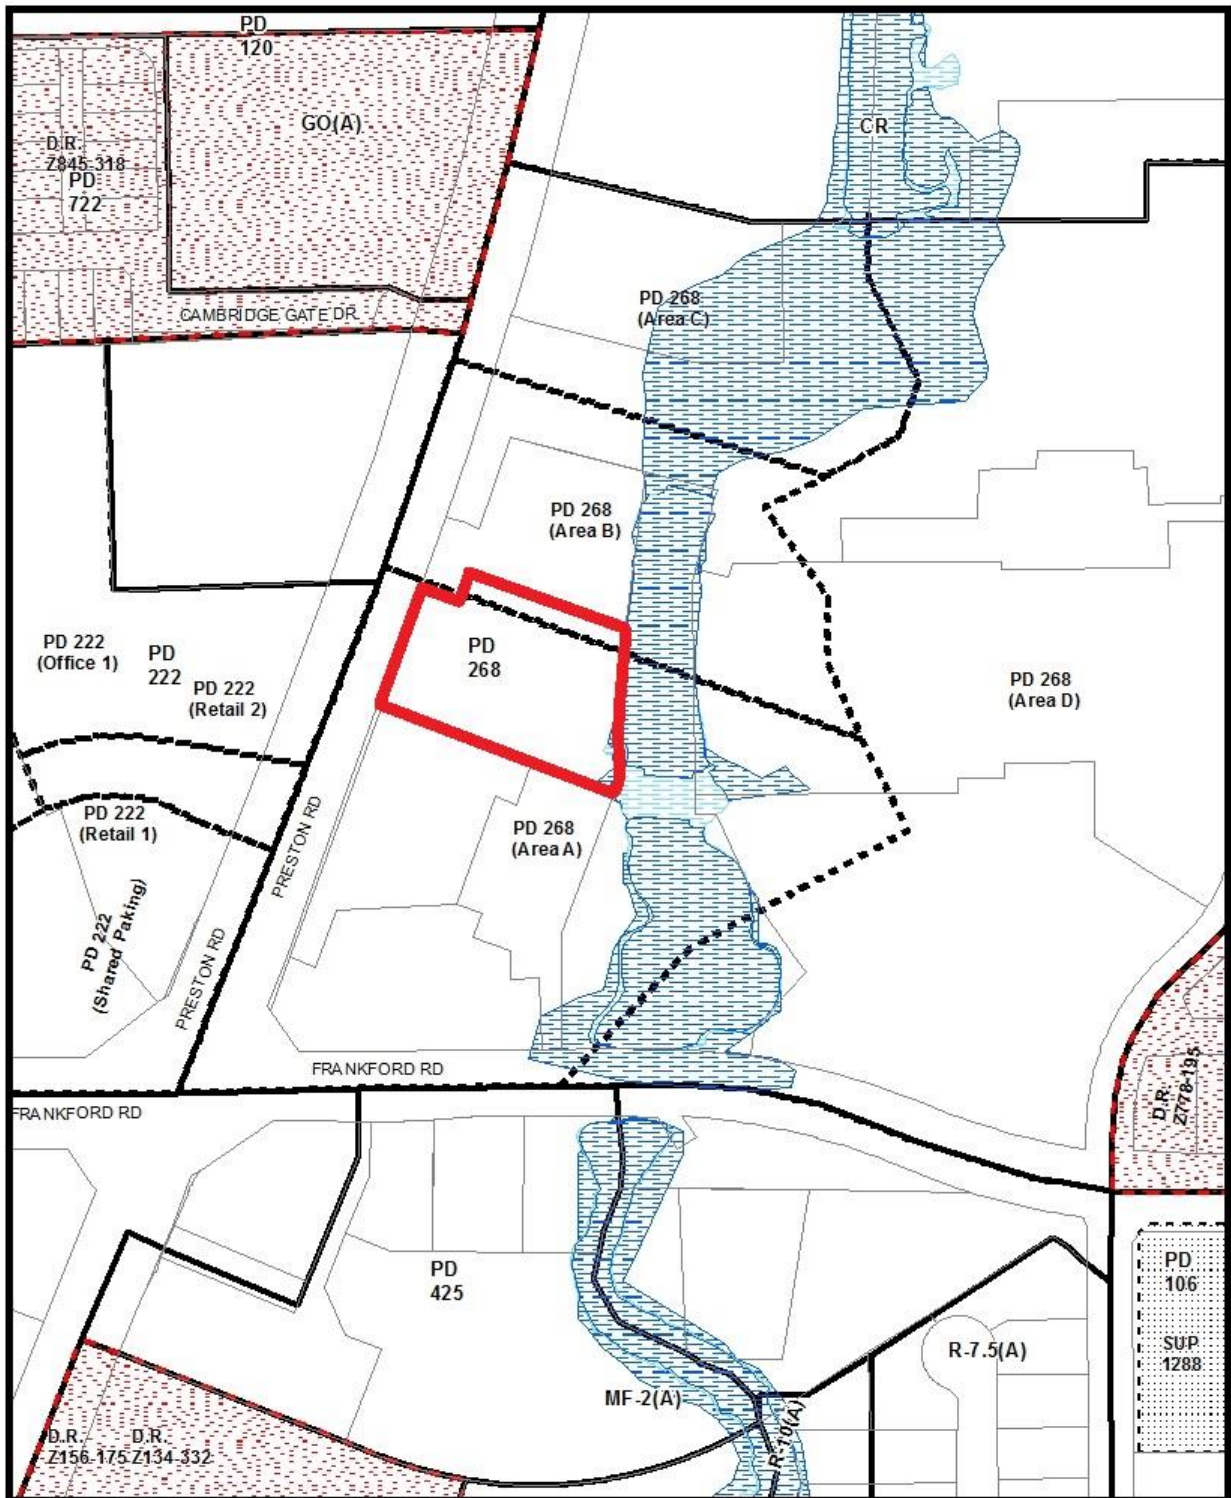 PD
120
GO(A)
D.R.
Z845-318
PD
722
CR
CAMBRIDGE GATE DR
PD 268
(Area C)
PD 268
(Area B)
PD 222
(Office 1)
PD
222
PD 222
(Retail 2)
PD
268
PD 268
(Area D)
PD 222
(Retail 1)
PD 268
(Area A)
PRESTON RD
PD 222
(Shared Paking)
PRESTON RD
FRANKFORD RD
FRANKFORD RD
D.R.
Z778-195
PD
425
PD
106
SUP
1288
R-7.5(A)
MF-2(A)
R-10(A)
D.R.
Z156-175
D.R.
Z134-332